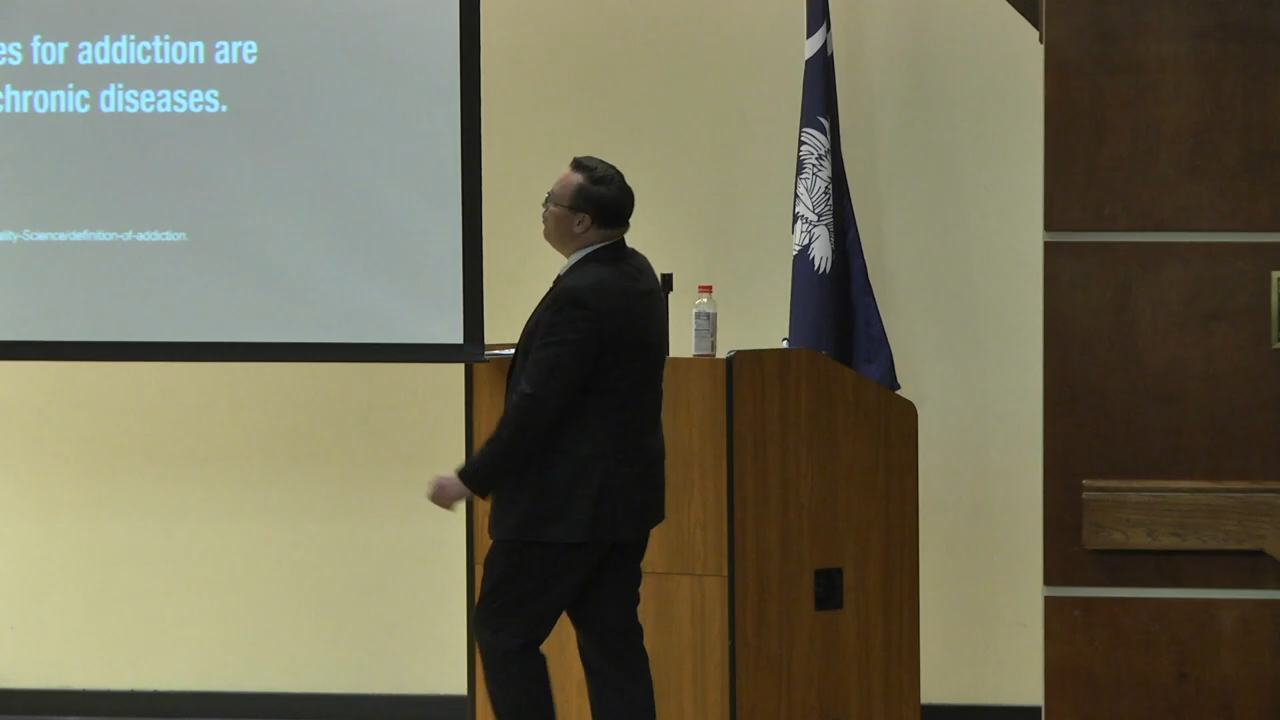 es for addiction are
chronic diseases.
ality-Science/definition-of-addiction.